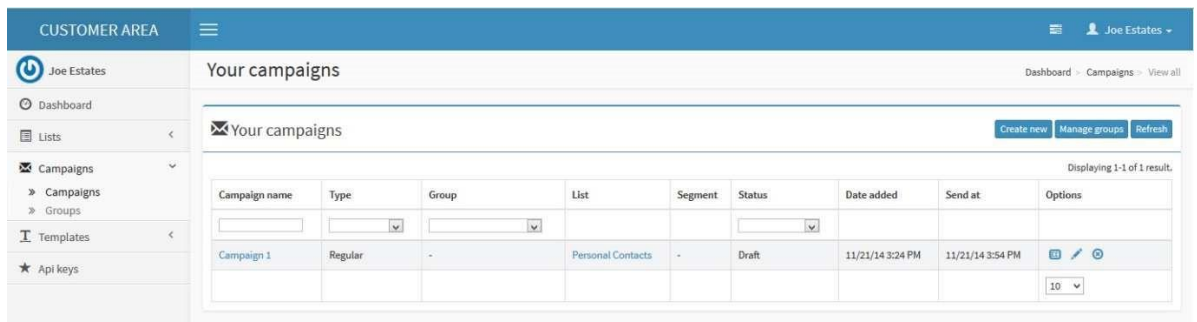 CUSTOMER AREA
Joe Estates
Joe Estates
Dashboard
Lists
Campaigns
Campaigns
Groups
Templates
Api keys
Your campaigns
Dashboard > Campaigns > View all
Your campaigns
Create new Manage groups Refresh
Displaying 1-1 of 1 result.
Campaign name Type Group List Segment Status Date added Send at Options
Campaign 1 Regular - Personal Contacts - Draft 11/21/14 3:24 PM 11/21/14 3:54 PM
10